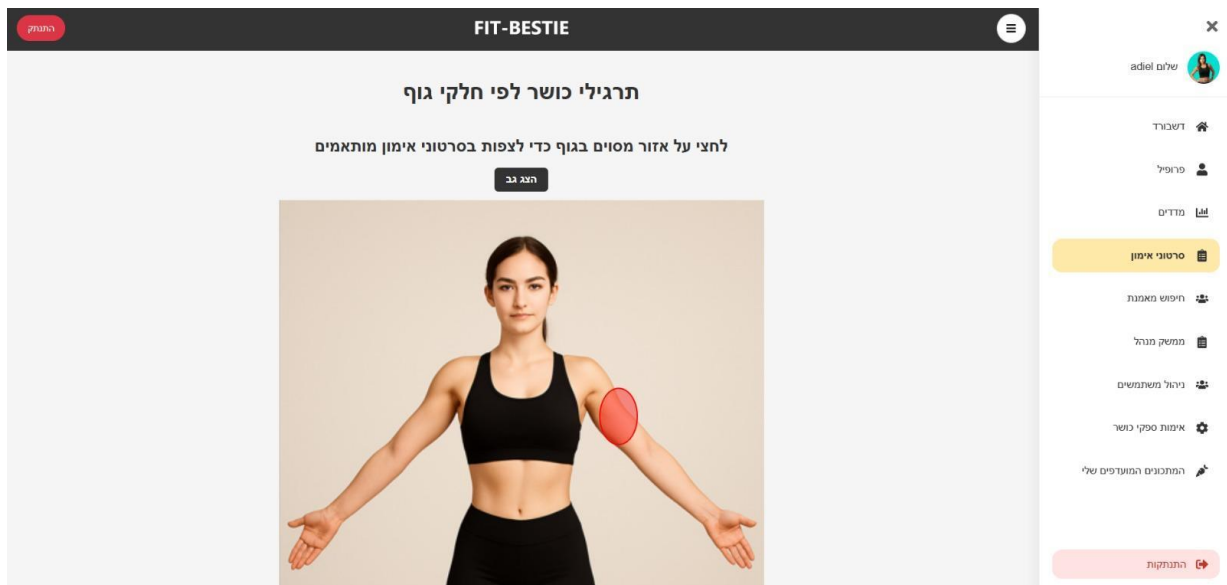 התנתק
FIT-BESTIE
תרגילי כושר לפי חלקי גוף
לחצי על אזור מסוים בגוף כדי לצפות בסרטוני אימון מותאמים
הצג גב
שלום adiel
דשבורד
פרופיל
מדדים
סרטוני אימון
חיפוש מאמנת
ממשק מנהל
ניהול משתמשים
אימות ספקי כושר
המתכונים המועדפים שלי
התנתקות